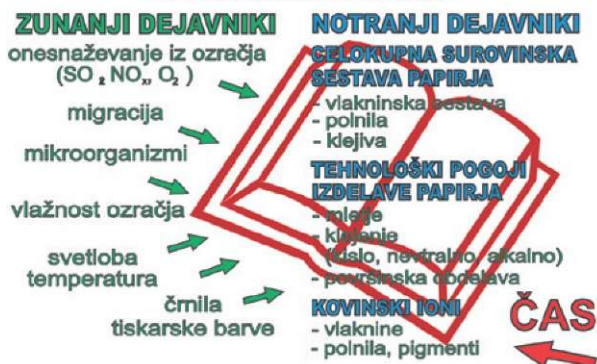 ZUNANJI DEJAVNIKI
onesnaževanje iz ozračja
(SO₂, NOₓ, O₂)
migracija
mikroorganizmi
vlažnost ozračja
svetloba
temperatura
črnila
tiskarske barve
NOTRANJI DEJAVNIKI
CELOKUPNA SUROVINSKA
SESTAVA PAPIRJA
- vlakninska sestava
- polnila
- klejiva
TEHNOLOŠKI POGOJI
IZDELAVE PAPIRJA
- mletje
- klejenje
(kislo, nevtralno, alkalno)
- površinska obdelava
KOVINSKI IONI
- vlaknine
- polnila, pigmenti
ČAS